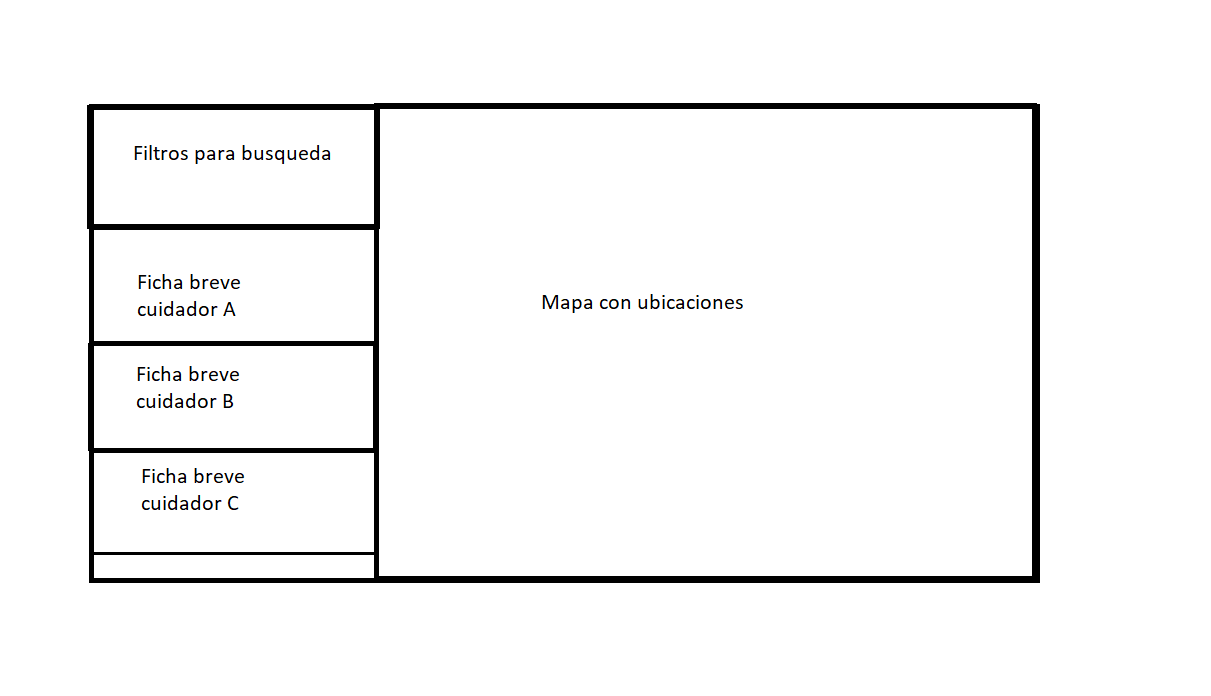 Filtros para busqueda
Ficha breve
cuidador A
Mapa con ubicaciones
Ficha breve
cuidador B
Ficha breve
cuidador C